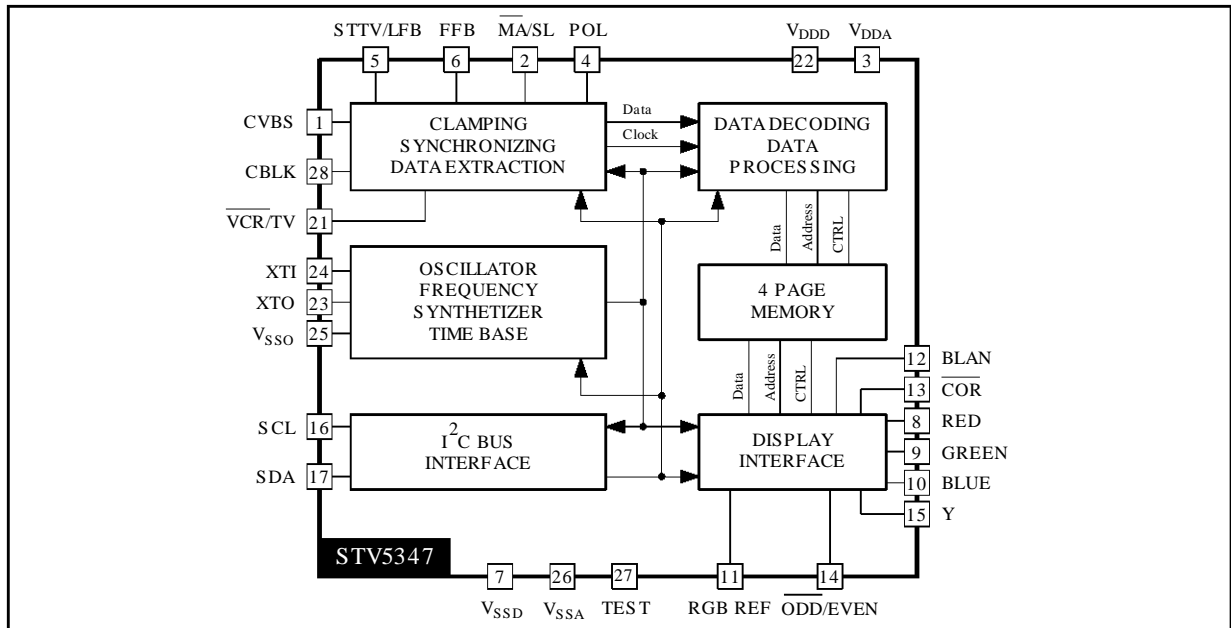 STTV/LFB FFB MA/SL POL VDDD VDDA
5 6 2 4 22 3
CVBS 1
CBLK 28
VCR/TV 21
XTI 24
XTO 23
VSSO 25
SCL 16
SDA 17
CLAMPING
SYNCHRONIZING
DATA EXTRACTION
Data
Clock
DATA DECODING
DATA
PROCESSING
Data Address CTRL
OSCILLATOR
FREQUENCY
SYNTHETIZER
TIME BASE
4 PAGE
MEMORY
Data Address CTRL
I2C BUS
INTERFACE
DISPLAY
INTERFACE
12 BLAN
13 COR
8 RED
9 GREEN
10 BLUE
15 Y
STV5347
7 26 27 11 14
VSSD VSSA TEST RGB REF ODD/EVEN